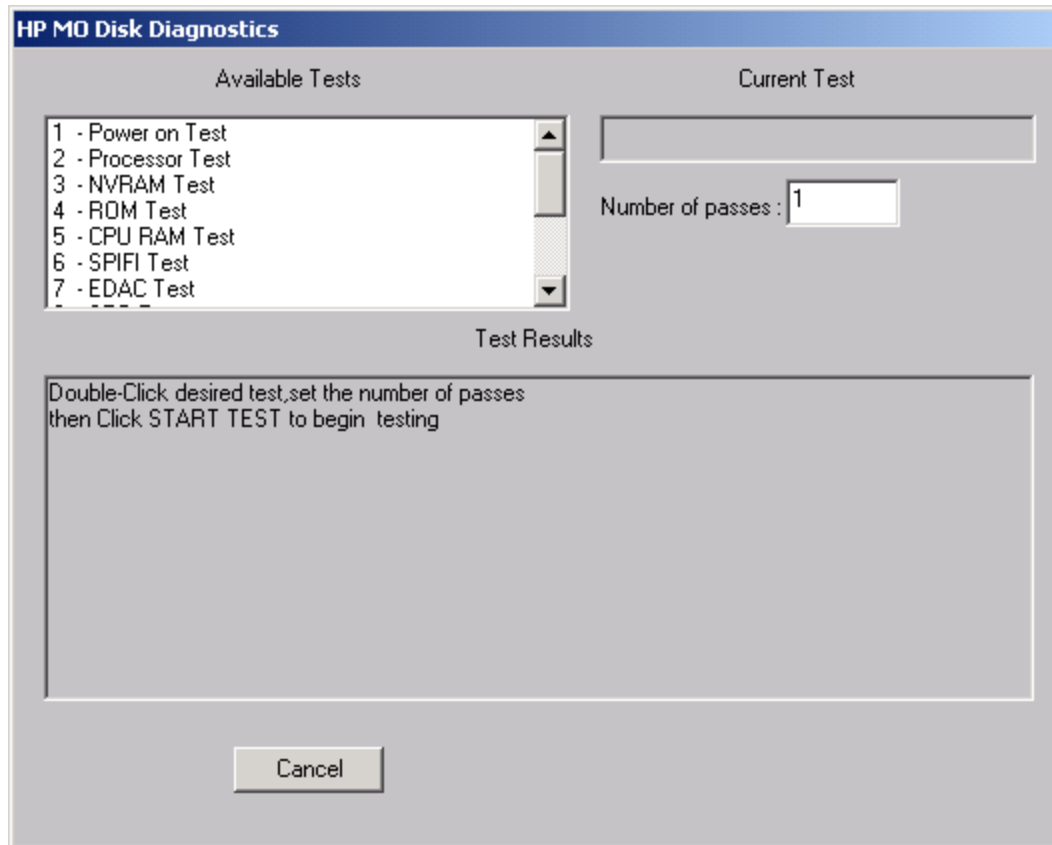 HP MO Disk Diagnostics
Available Tests
Current Test
1 - Power on Test
2 - Processor Test
3 - NVRAM Test
4 - ROM Test
5 - CPU RAM Test
6 - SPIFI Test
7 - EDAC Test
Number of passes : 1
Test Results
Double-Click desired test,set the number of passes
then Click START TEST to begin testing
Cancel